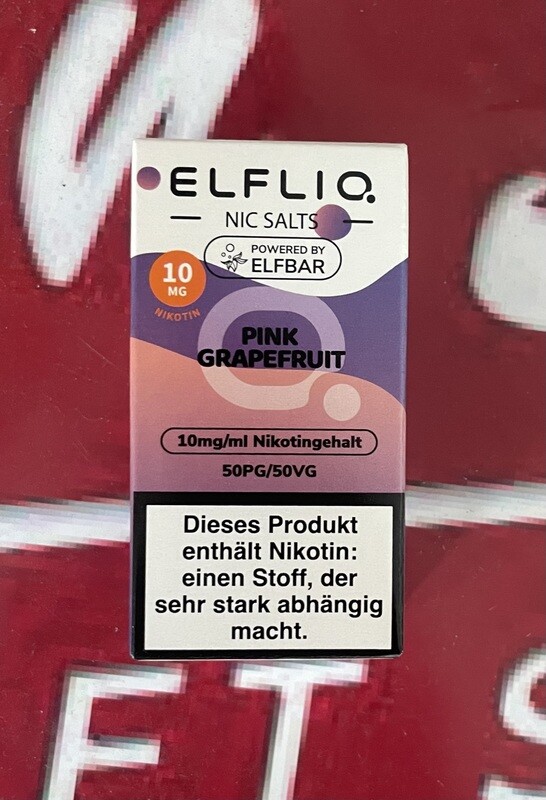 ELFLIQ
NIC SALTS
POWERED BY
ELFBAR
10
MG
NIKOTIN
PINK
GRAPEFRUIT
10mg/ml Nikotingehalt
50PG/50VG
Dieses Produkt
enthält Nikotin:
einen Stoff, der
sehr stark abhängig
macht.